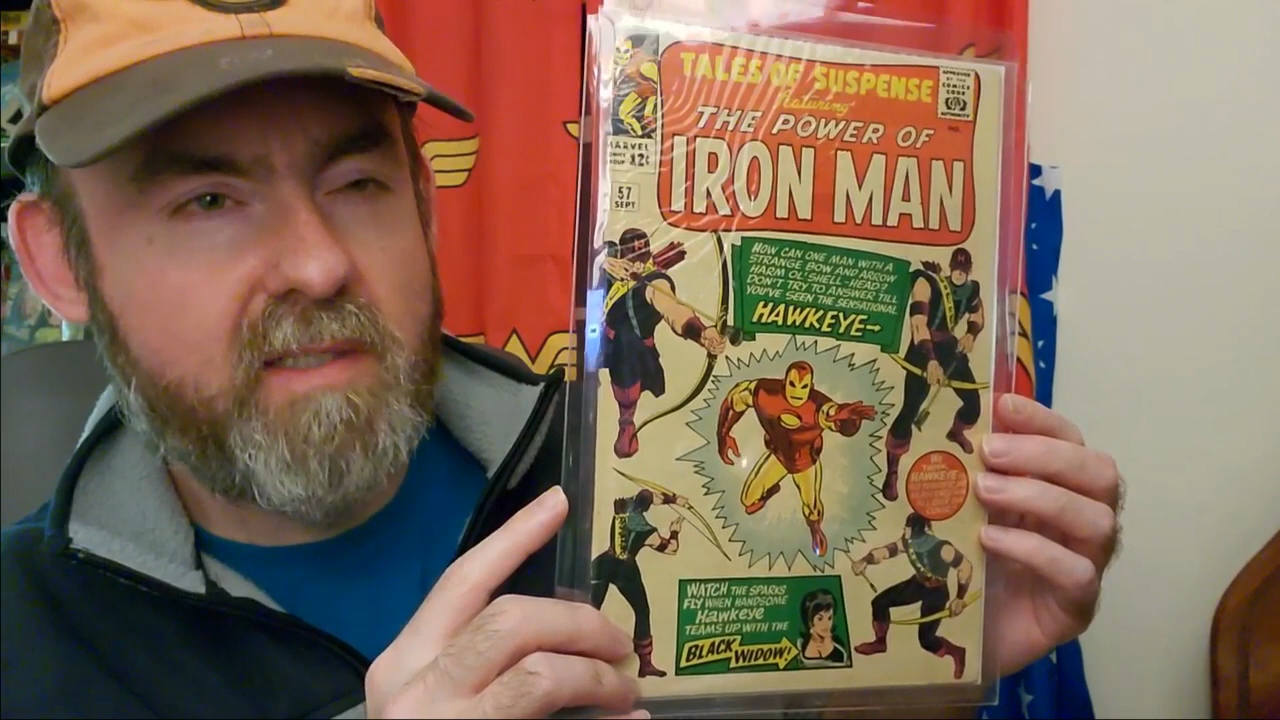 TALES OF SUSPENSE
Featuring
THE POWER OF
IRON MAN
APPROVED
BY THE
COMICS
CODE
AUTHORITY
MARVEL
COMICS
GROUP 12¢
57
SEPT
IND.
HOW CAN ONE MAN WITH A
STRANGE BOW AND ARROW
HARM OL' SHELL-HEAD?
DON'T TRY TO ANSWER TILL
YOU'VE SEEN THE SENSATIONAL
HAWKEYE
HAWKEYE
WATCH THE SPARKS
FLY WHEN HANDSOME
HAWKEYE
TEAMS UP WITH THE
BLACK WIDOW!